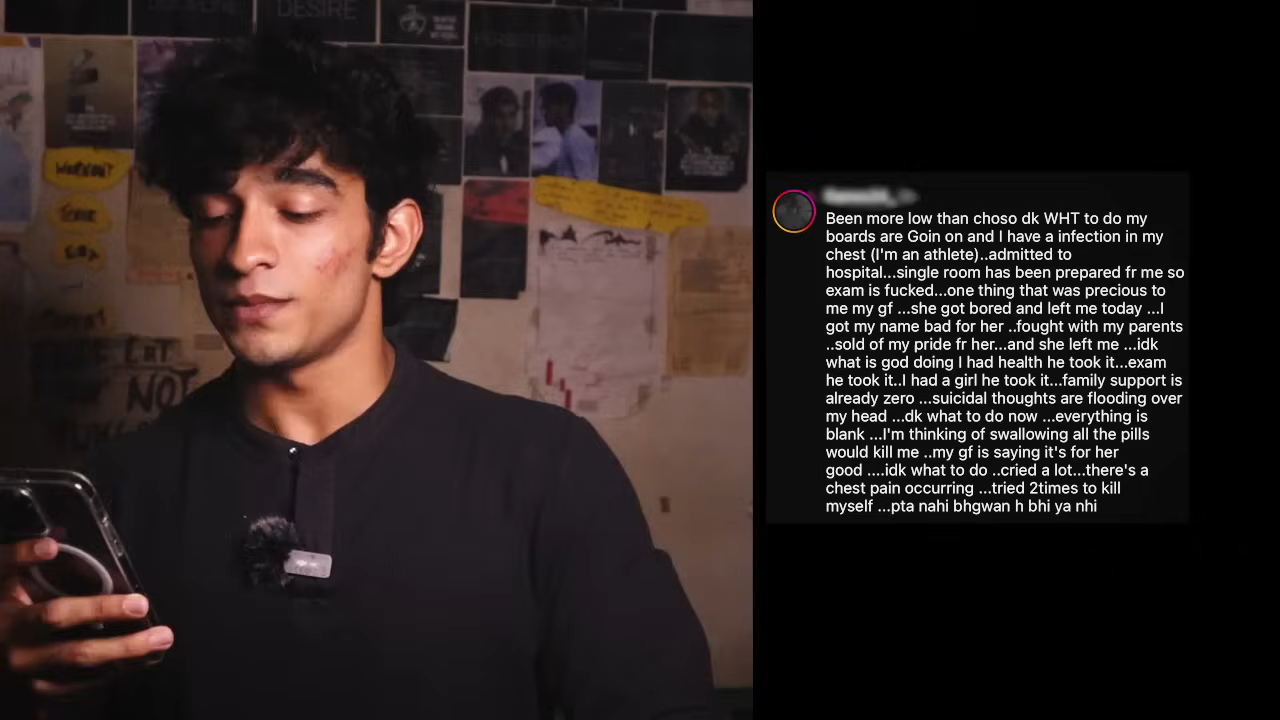 DISCIPLINE
DESIRE
PERSISTENCE
WORKOUT
EAT
EAT
NOT
Been more low than choso dk WHT to do my
boards are Goin on and I have a infection in my
chest (I'm an athlete)..admitted to
hospital...single room has been prepared fr me so
exam is fucked...one thing that was precious to
me my gf ...she got bored and left me today ...I
got my name bad for her ..fought with my parents
..sold of my pride fr her...and she left me ...idk
what is god doing I had health he took it...exam
he took it..I had a girl he took it...family support is
already zero ...suicidal thoughts are flooding over
my head ...dk what to do now ...everything is
blank ...I'm thinking of swallowing all the pills
would kill me ..my gf is saying it's for her
good ....idk what to do ..cried a lot...there's a
chest pain occurring ...tried 2times to kill
myself ...pta nahi bhgwan h bhi ya nhi